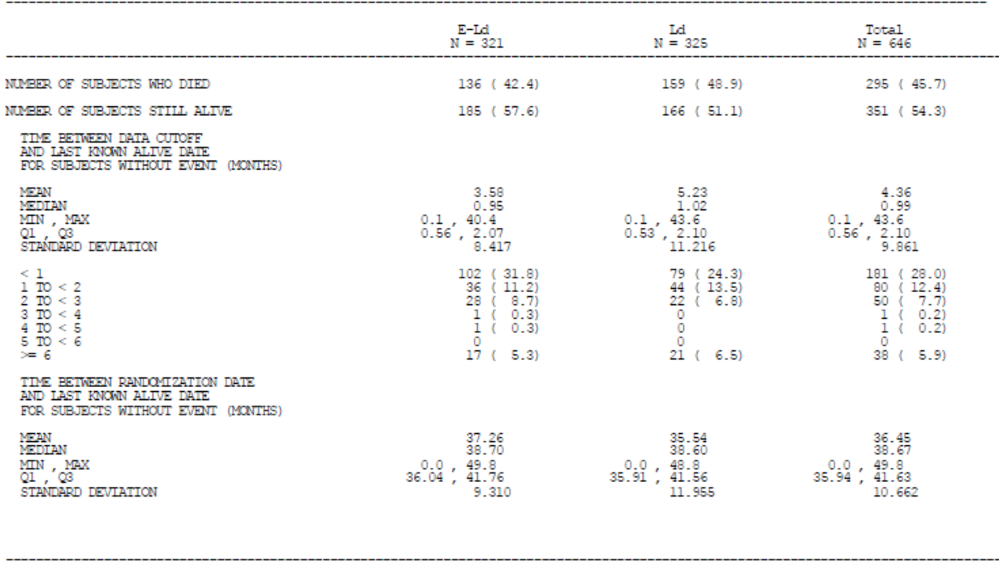 E-Ld Ld Total
N = 321 N = 325 N = 646
NUMBER OF SUBJECTS WHO DIED 136 ( 42.4) 159 ( 48.9) 295 ( 45.7)
NUMBER OF SUBJECTS STILL ALIVE 185 ( 57.6) 166 ( 51.1) 351 ( 54.3)
TIME BETWEEN DATA CUTOFF
AND LAST KNOWN ALIVE DATE
FOR SUBJECTS WITHOUT EVENT (MONTHS)
MEAN 3.58 5.23 4.36
MEDIAN 0.95 1.02 0.99
MIN , MAX 0.1 , 40.4 0.1 , 43.6 0.1 , 43.6
Q1 , Q3 0.56 , 2.07 0.53 , 2.10 0.56 , 2.10
STANDARD DEVIATION 8.417 11.216 9.861
< 1 102 ( 31.8) 79 ( 24.3) 181 ( 28.0)
1 TO < 2 36 ( 11.2) 44 ( 13.5) 80 ( 12.4)
2 TO < 3 28 ( 8.7) 22 ( 6.8) 50 ( 7.7)
3 TO < 4 1 ( 0.3) 0 1 ( 0.2)
4 TO < 5 1 ( 0.3) 0 1 ( 0.2)
5 TO < 6 0 0 0
>= 6 17 ( 5.3) 21 ( 6.5) 38 ( 5.9)
TIME BETWEEN RANDOMIZATION DATE
AND LAST KNOWN ALIVE DATE
FOR SUBJECTS WITHOUT EVENT (MONTHS)
MEAN 37.26 35.54 36.45
MEDIAN 38.70 38.60 38.67
MIN , MAX 0.0 , 49.8 0.0 , 48.8 0.0 , 49.8
Q1 , Q3 36.04 , 41.76 35.91 , 41.56 35.94 , 41.63
STANDARD DEVIATION 9.310 11.955 10.662